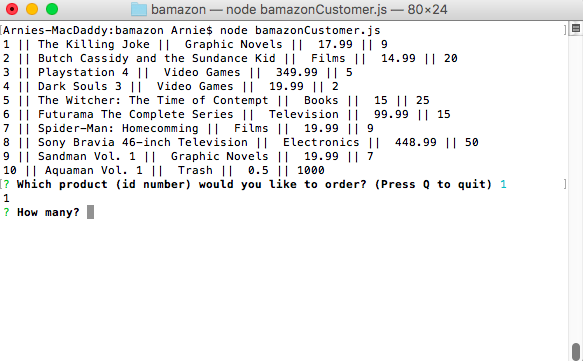 bamazon — node bamazonCustomer.js — 80×24
[Arnies-MacDaddy:bamazon Arnie$ node bamazonCustomer.js ]
1 || The Killing Joke ||  Graphic Novels ||  17.99 || 9
2 || Butch Cassidy and the Sundance Kid ||  Films ||  14.99 || 20
3 || Playstation 4 ||  Video Games ||  349.99 || 5
4 || Dark Souls 3 ||  Video Games ||  19.99 || 2
5 || The Witcher: The Time of Contempt ||  Books ||  15 || 25
6 || Futurama The Complete Series ||  Television ||  99.99 || 15
7 || Spider-Man: Homecomming ||  Films ||  19.99 || 9
8 || Sony Bravia 46-inch Television ||  Electronics ||  448.99 || 50
9 || Sandman Vol. 1 ||  Graphic Novels ||  19.99 || 7
10 || Aquaman Vol. 1 ||  Trash ||  0.5 || 1000
[? Which product (id number) would you like to order? (Press Q to quit) 1 ]
1
? How many?